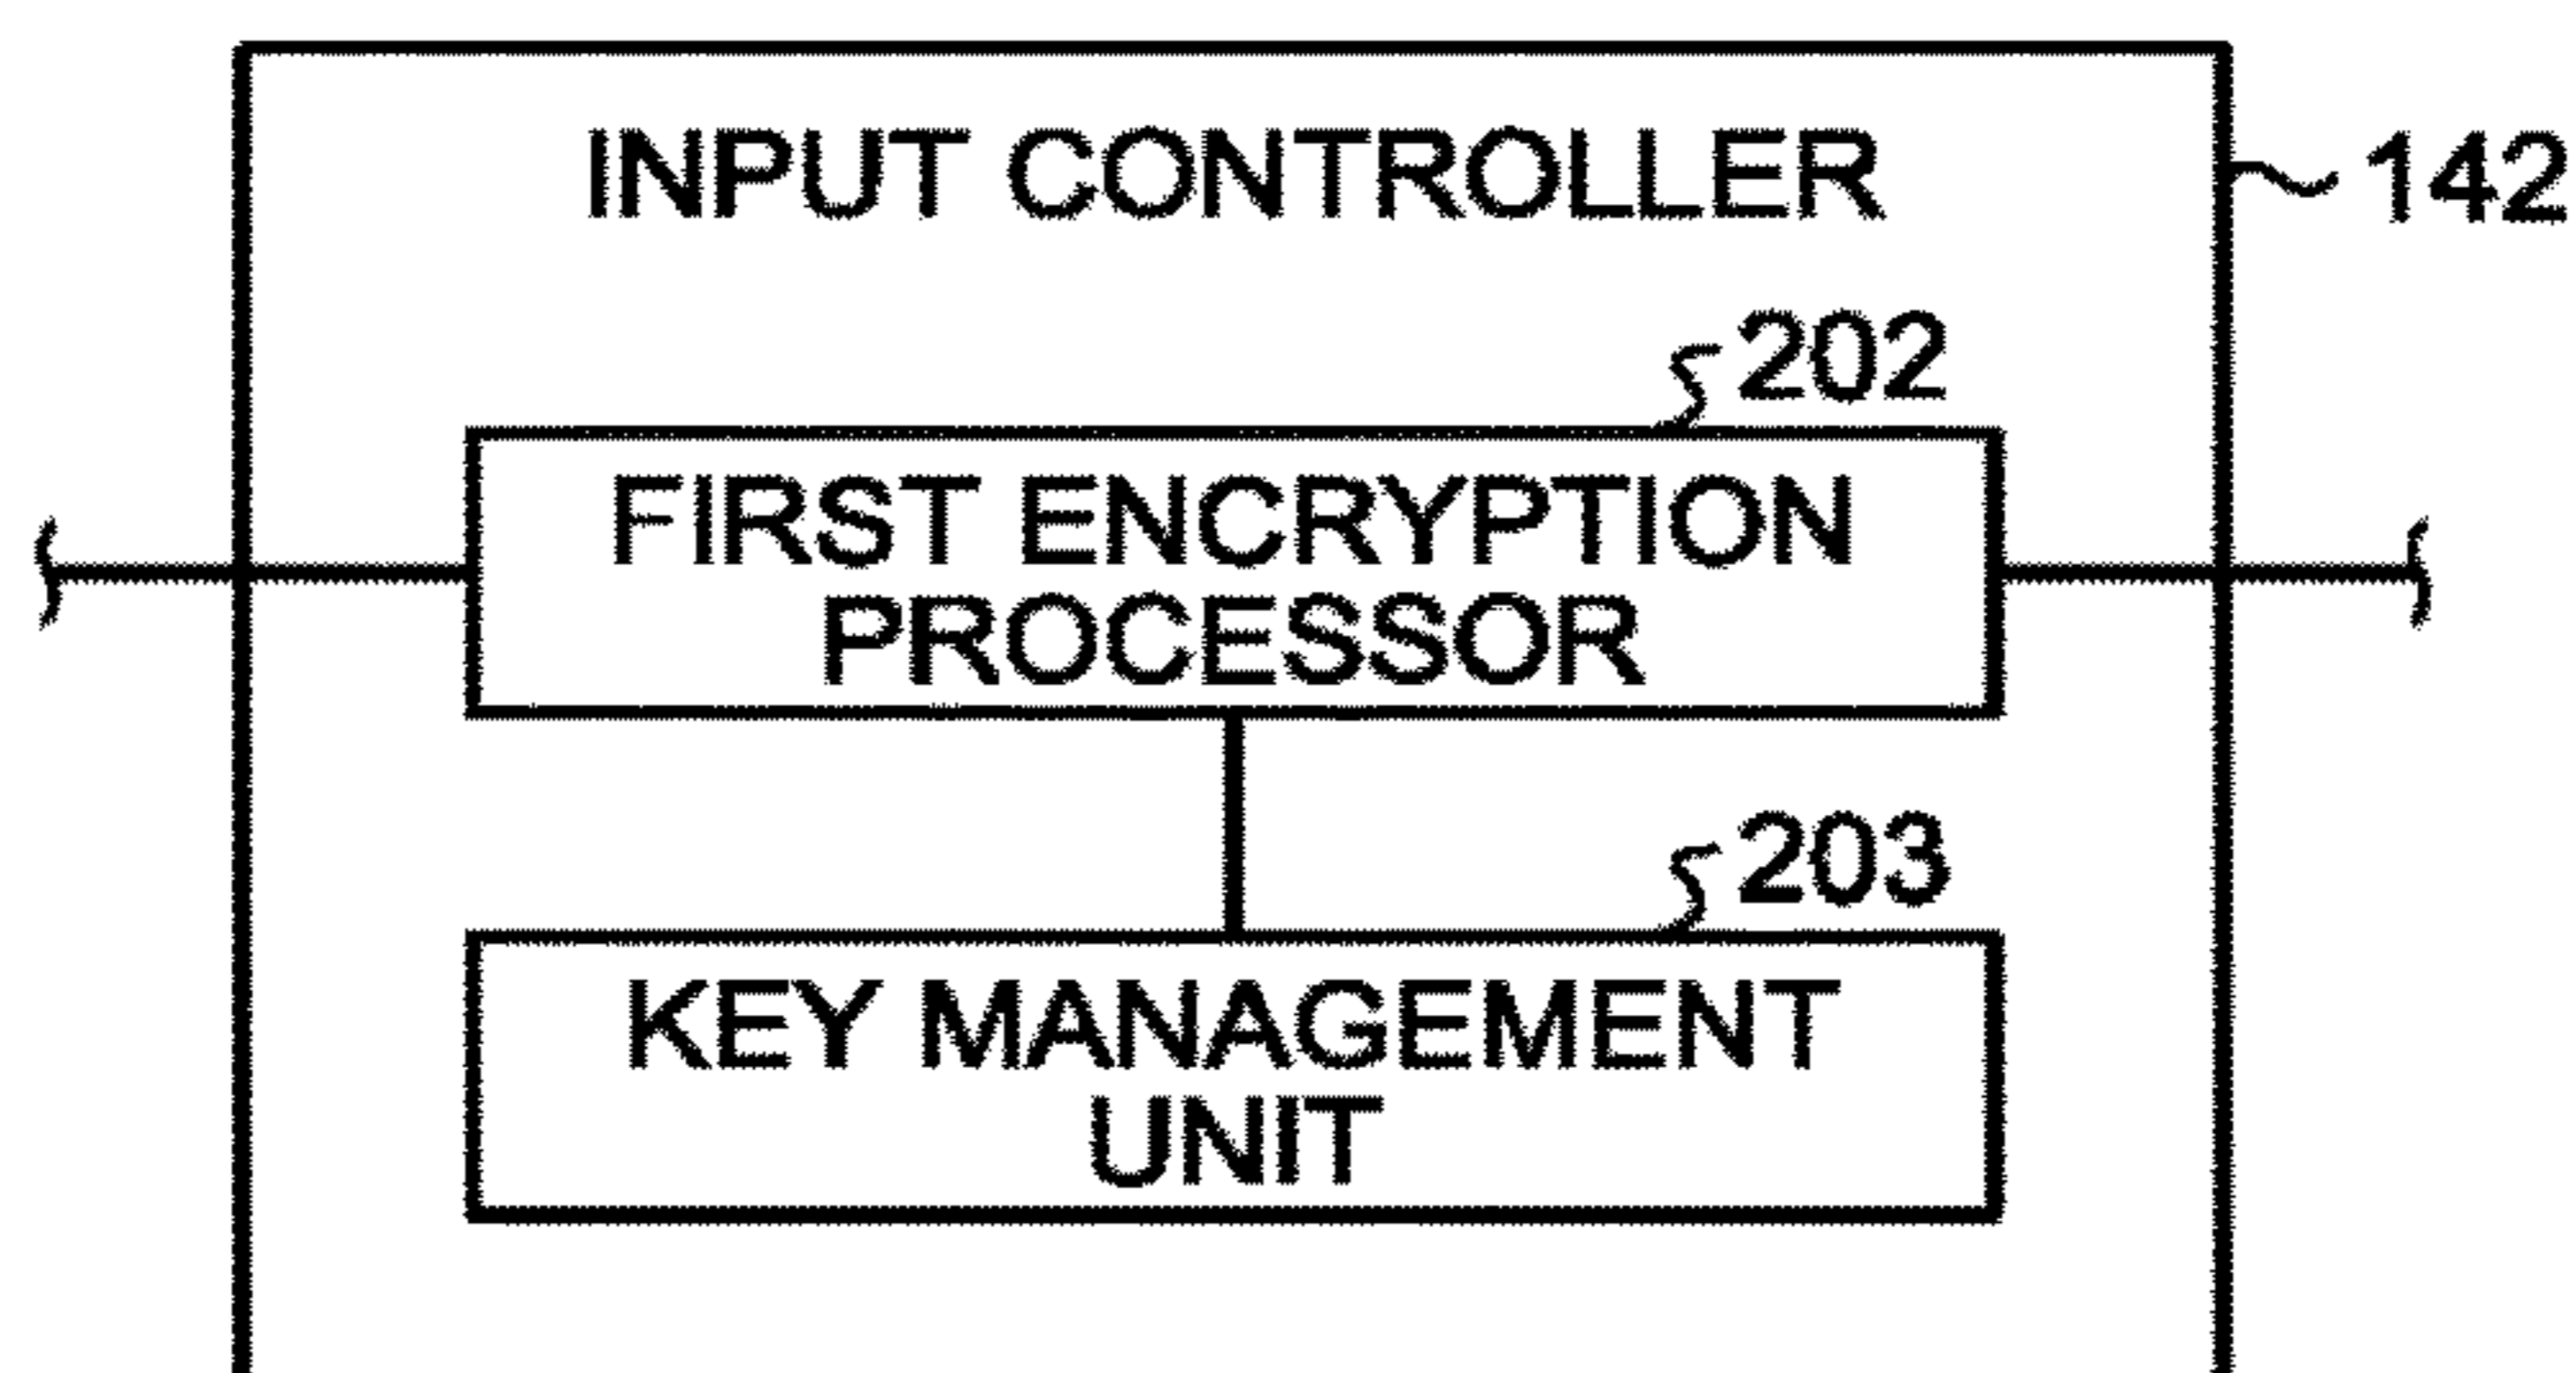 INPUT CONTROLLER
142
202
FIRST ENCRYPTION
PROCESSOR
203
KEY MANAGEMENT
UNIT